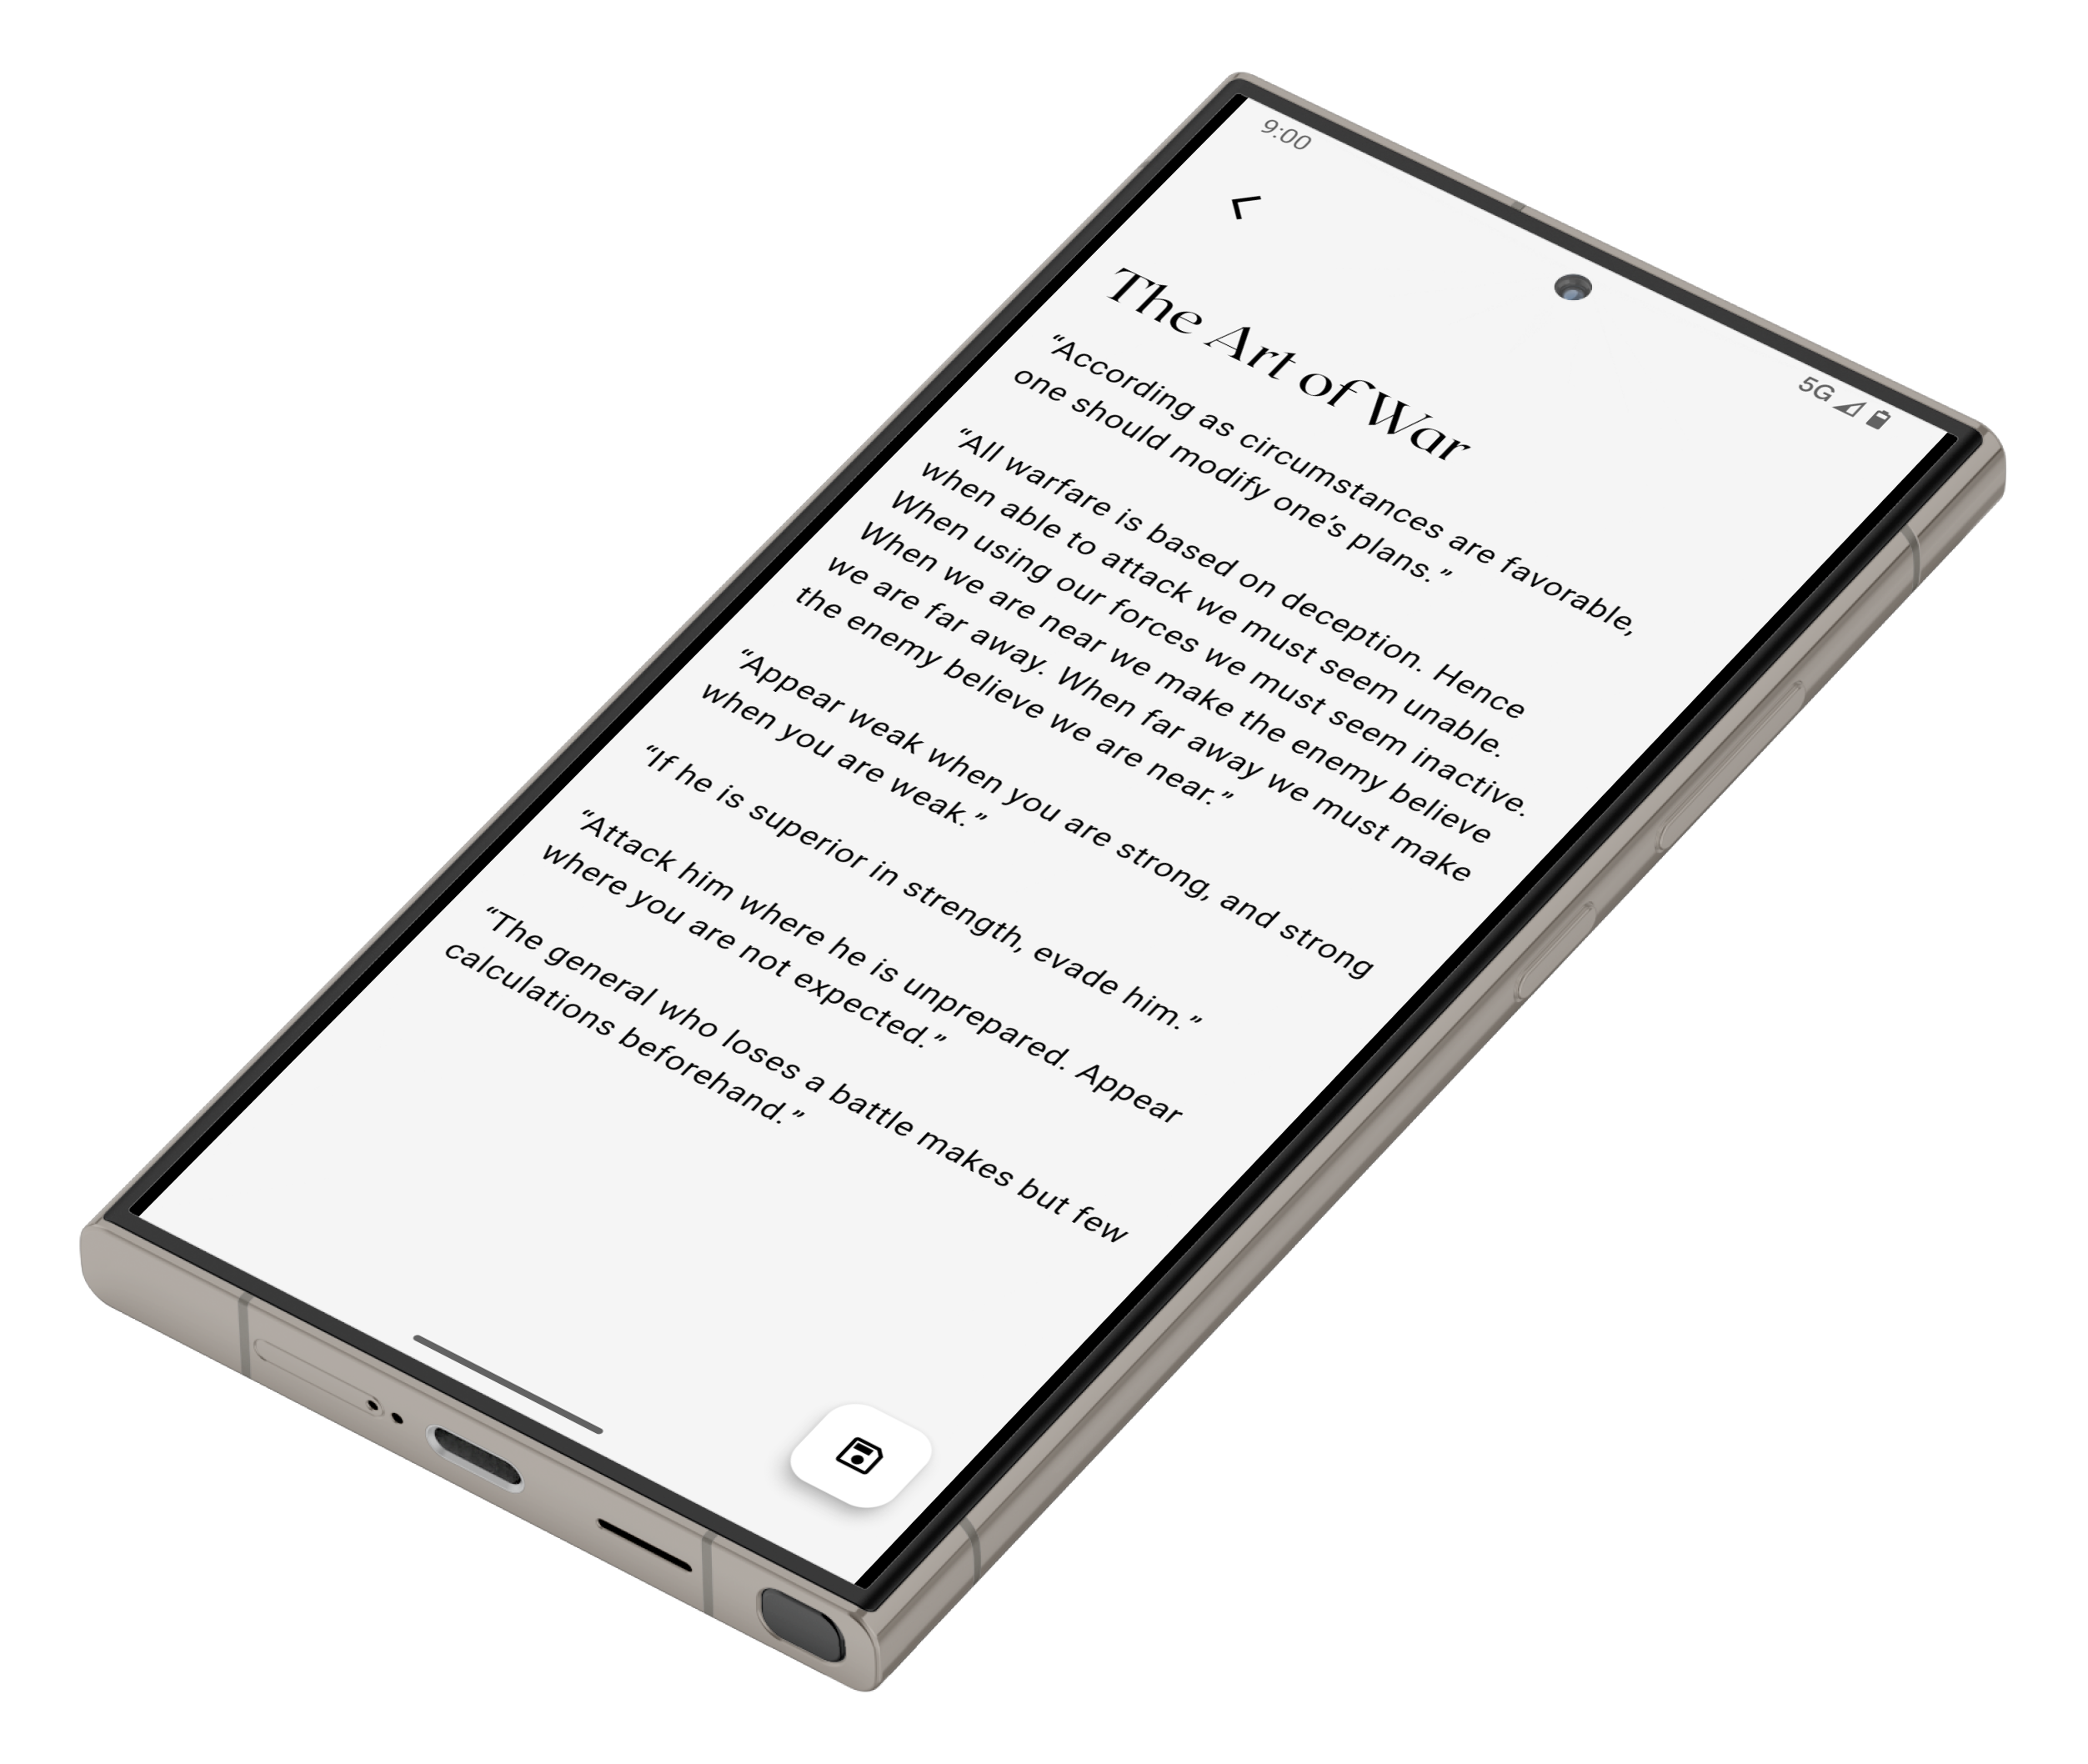 9:00
5G
The Art of War
“According as circumstances are favorable,
one should modify one’s plans.”
“All warfare is based on deception. Hence
when able to attack we must seem unable.
When using our forces we must seem inactive.
When we are near we make the enemy believe
we are far away. When far away we must make
the enemy believe we are near.”
“Appear weak when you are strong, and strong
when you are weak.”
“If he is superior in strength, evade him.”
“Attack him where he is unprepared. Appear
where you are not expected.”
“The general who loses a battle makes but few
calculations beforehand.”